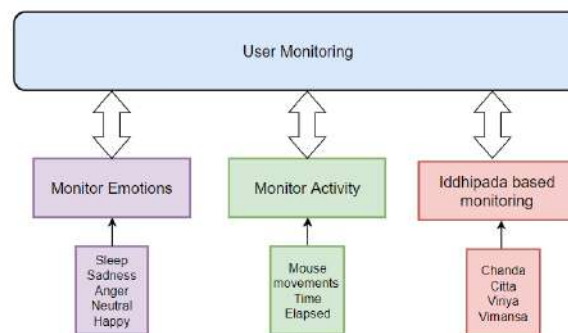 User Monitoring
Monitor Emotions
Monitor Activity
Iddhipada based
monitoring
Sleep
Sadness
Anger
Neutral
Happy
Mouse
movements
Time
Elapsed
Chanda
Citta
Viriya
Vimansa